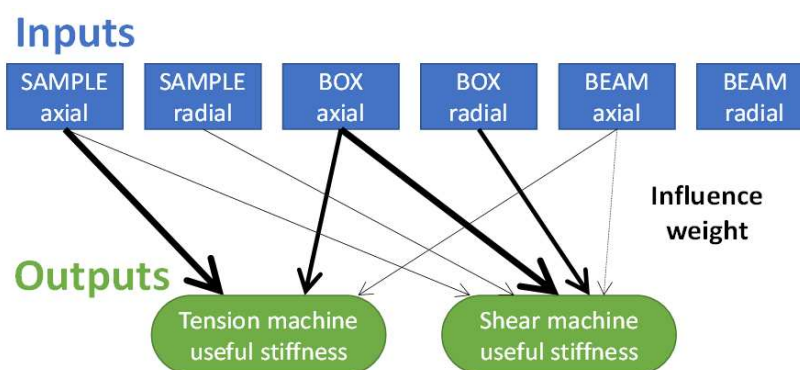 Inputs
SAMPLE SAMPLE BOX BOX BEAM BEAM
axial radial axial radial axial radial
Influence
weight
Outputs
Tension machine Shear machine
useful stiffness useful stiffness